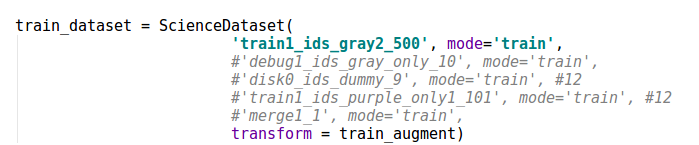 train_dataset = ScienceDataset(
'train1_ids_gray2_500', mode='train',
#'debug1_ids_gray_only_10', mode='train',
#'disk0_ids_dummy_9', mode='train', #12
#'train1_ids_purple_only1_101', mode='train', #12
#'merge1_1', mode='train',
transform = train_augment)